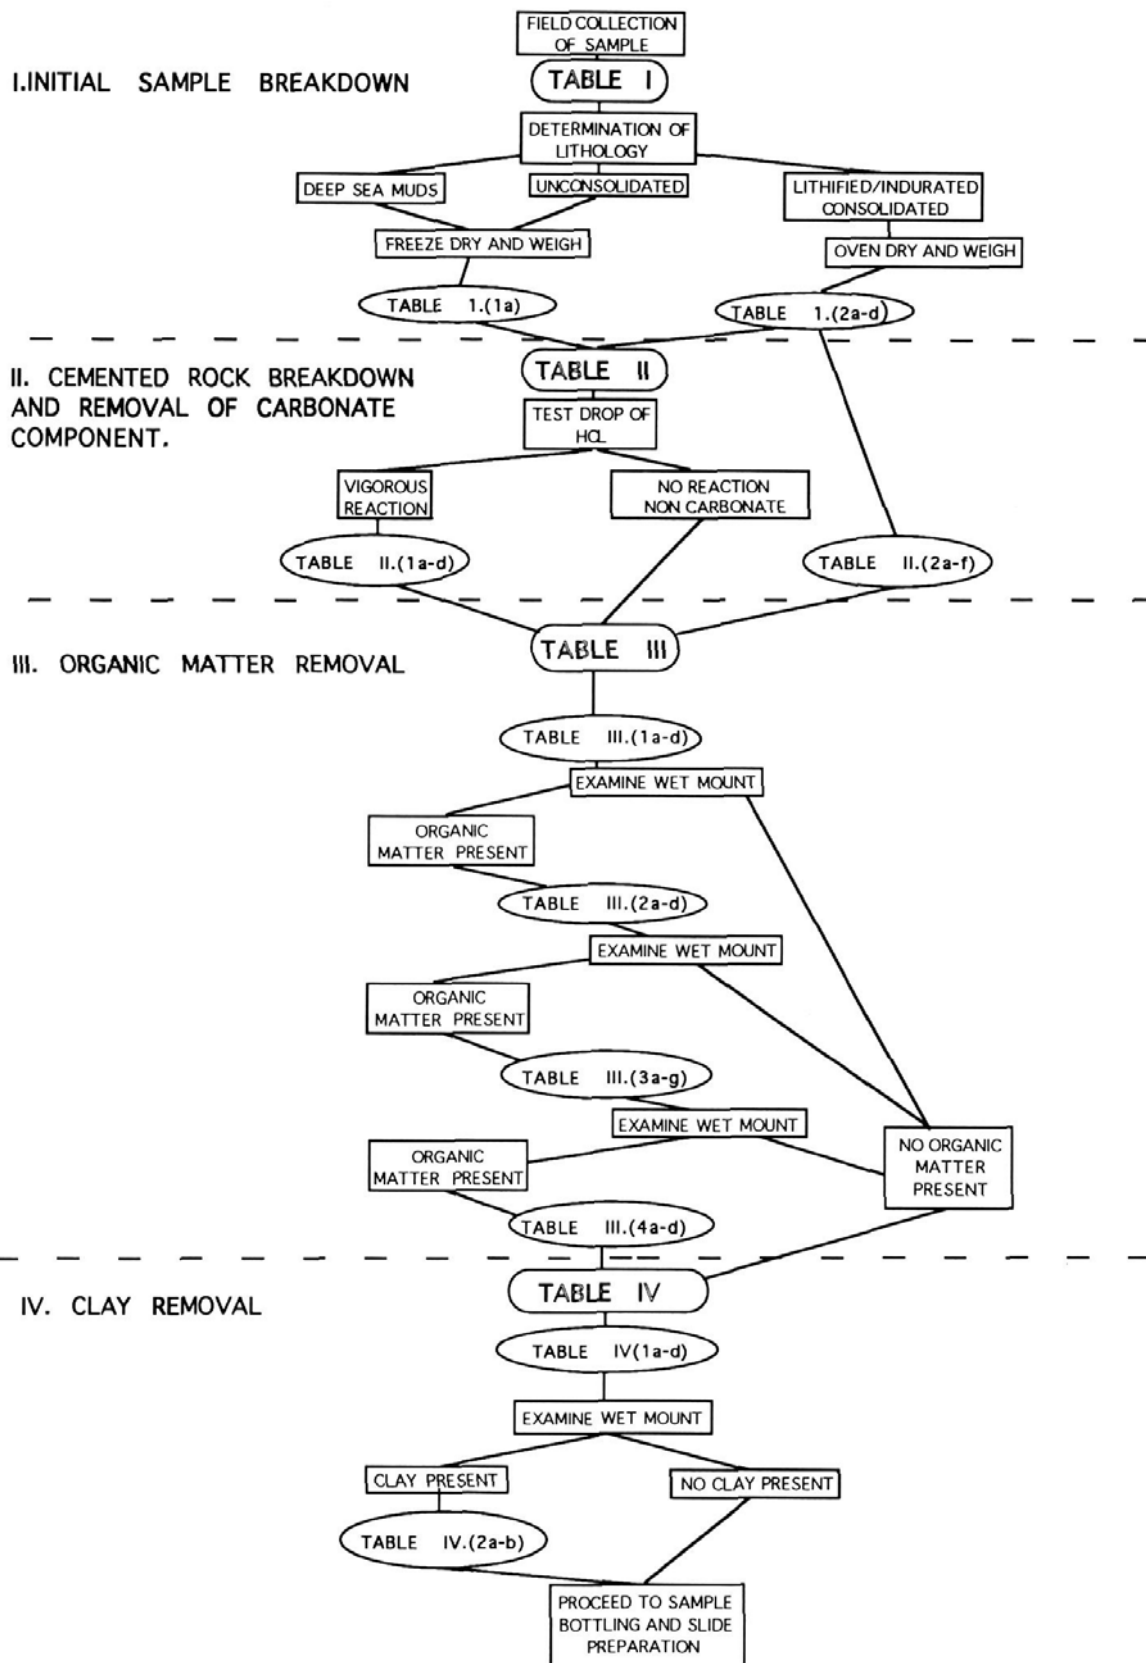 FIELD COLLECTION
OF SAMPLE
I.INITIAL SAMPLE BREAKDOWN
TABLE I
DETERMINATION OF
LITHOLOGY
DEEP SEA MUDS
UNCONSOLIDATED
LITHIFIED/INDURATED
CONSOLIDATED
FREEZE DRY AND WEIGH
OVEN DRY AND WEIGH
TABLE 1.(1a)
TABLE 1.(2a-d)
II. CEMENTED ROCK BREAKDOWN
AND REMOVAL OF CARBONATE
COMPONENT.
TABLE II
TEST DROP OF
HCL
VIGOROUS
REACTION
NO REACTION
NON CARBONATE
TABLE II.(1a-d)
TABLE II.(2a-f)
III. ORGANIC MATTER REMOVAL
TABLE III
TABLE III.(1a-d)
EXAMINE WET MOUNT
ORGANIC
MATTER PRESENT
TABLE III.(2a-d)
EXAMINE WET MOUNT
ORGANIC
MATTER PRESENT
TABLE III.(3a-g)
EXAMINE WET MOUNT
ORGANIC
MATTER PRESENT
NO ORGANIC
MATTER
PRESENT
TABLE III.(4a-d)
IV. CLAY REMOVAL
TABLE IV
TABLE IV(1a-d)
EXAMINE WET MOUNT
CLAY PRESENT
NO CLAY PRESENT
TABLE IV.(2a-b)
PROCEED TO SAMPLE
BOTTLING AND SLIDE
PREPARATION